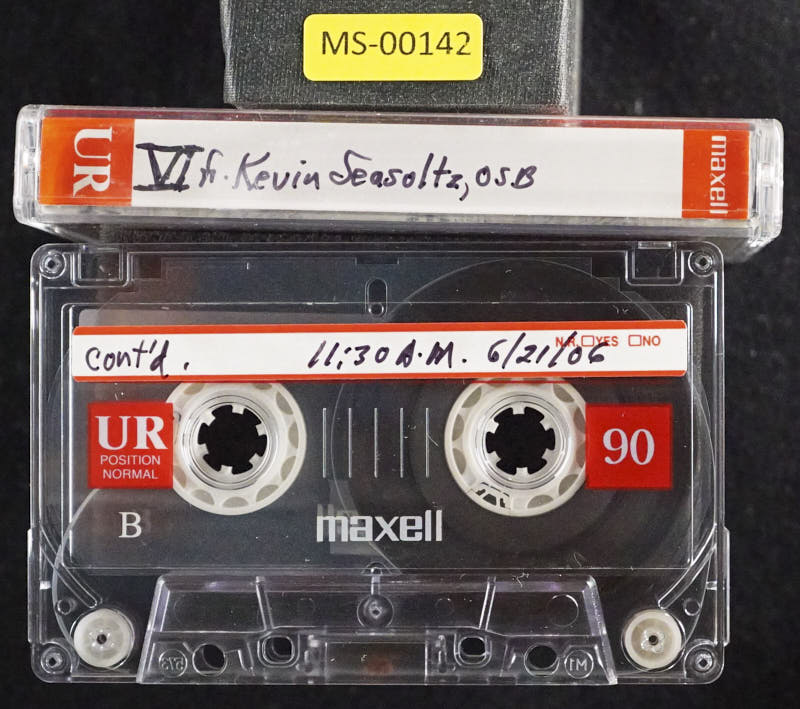 MS-00142
UR VI fr. Kevin Seasoltz, OSB maxell
N.R. ☐YES ☐NO
cont'd. 11:30 A.M. 6/21/06
UR
POSITION
NORMAL
90
B
maxell